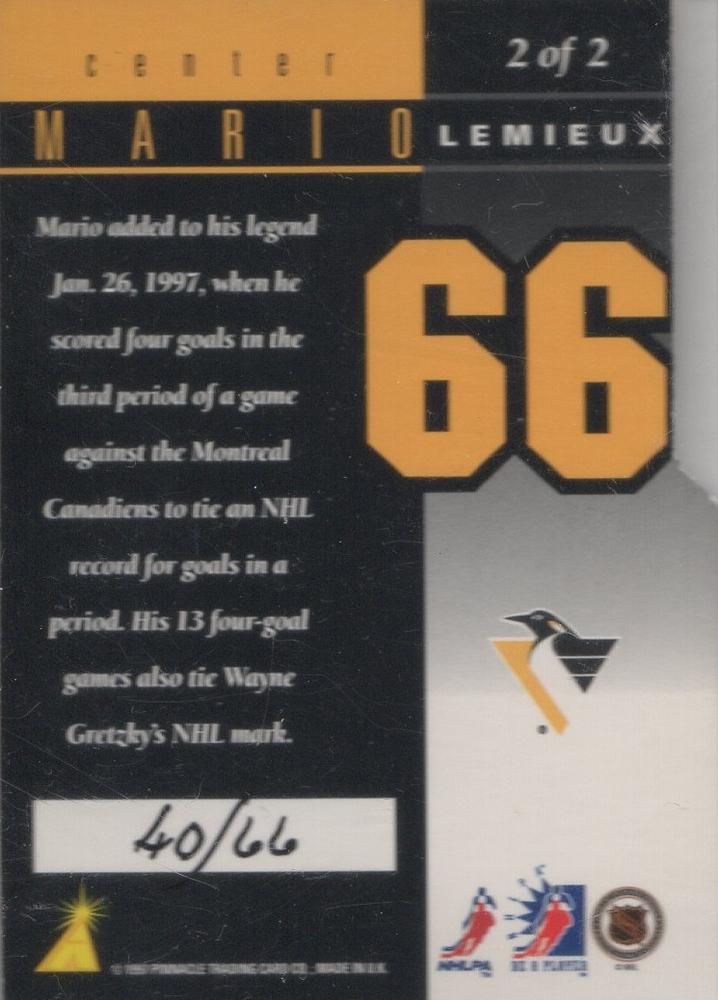 center
2 of 2
MARIO LEMIEUX
66
Mario added to his legend
Jan. 26, 1997, when he
scored four goals in the
third period of a game
against the Montreal
Canadiens to tie an NHL
record for goals in a
period. His 13 four-goal
games also tie Wayne
Gretzky's NHL mark.
40/66
© 1997 PINNACLE TRADING CARD CO., MADE IN U.K.
NHLPA
BE A PLAYER